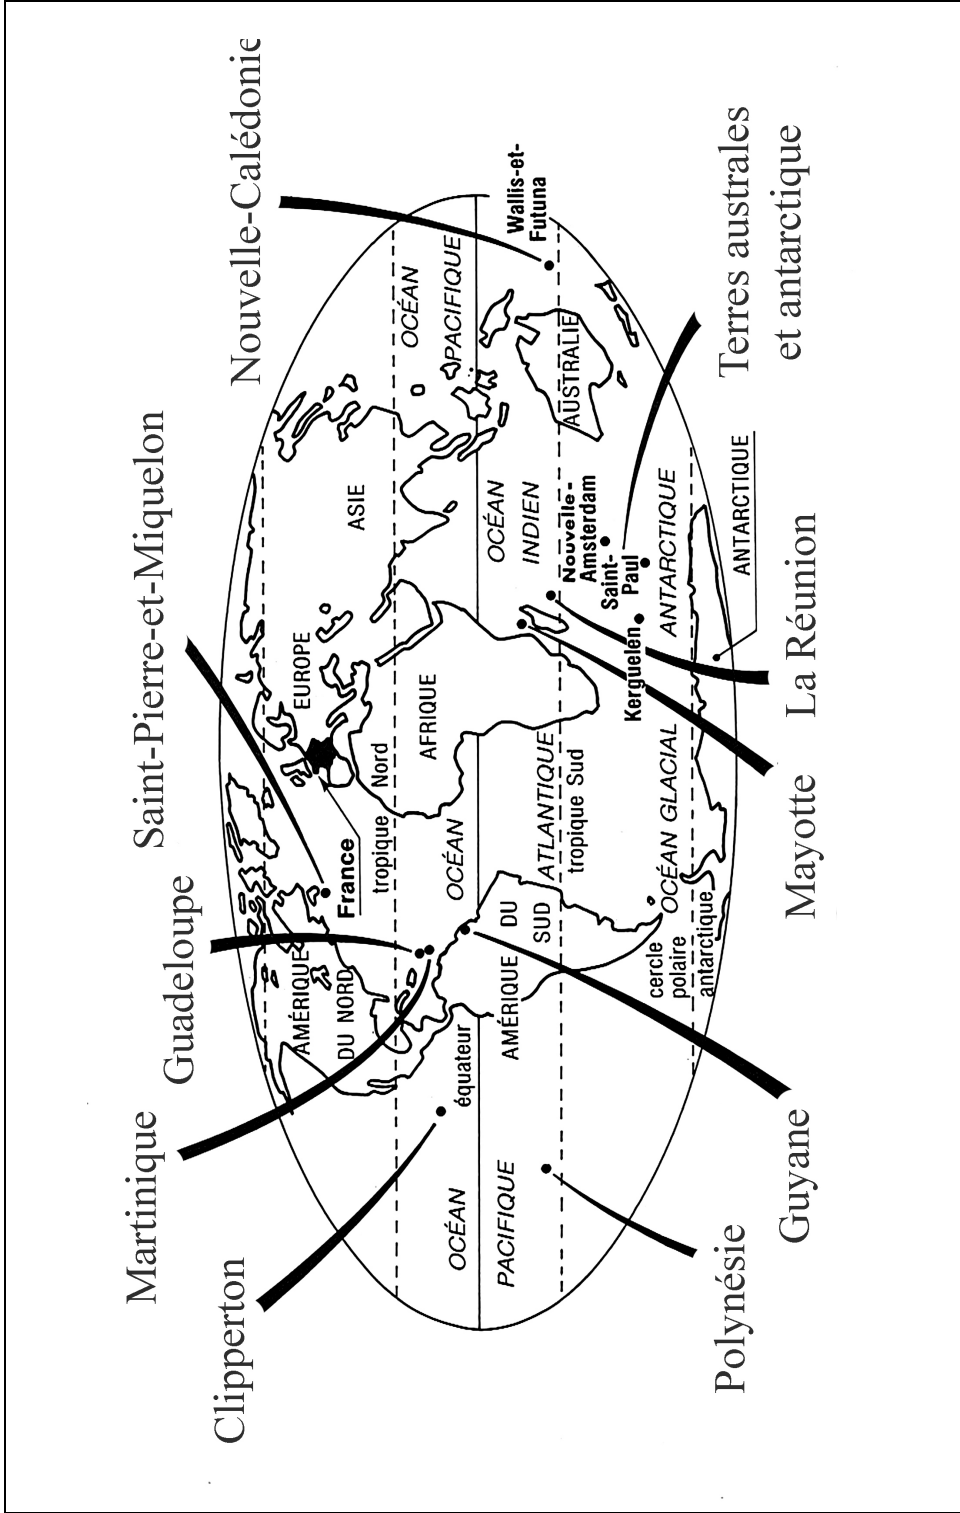 Clipperton
Martinique
Guadeloupe
Saint-Pierre-et-Miquelon
Nouvelle-Calédonie
AMÉRIQUE
DU NORD
France
EUROPE
ASIE
tropique Nord
OCÉAN
PACIFIQUE
AFRIQUE
équateur
OCÉAN
PACIFIQUE
AMÉRIQUE
DU
SUD
OCÉAN
ATLANTIQUE
tropique Sud
OCÉAN
INDIEN
AUSTRALIE
Wallis-et-
Futuna
Nouvelle-
Amsterdam
Saint-
Paul
Kerguelen
cercle
polaire
antarctique
OCÉAN GLACIAL
ANTARCTIQUE
ANTARCTIQUE
Polynésie
Guyane
Mayotte
La Réunion
Terres australes
et antarctique